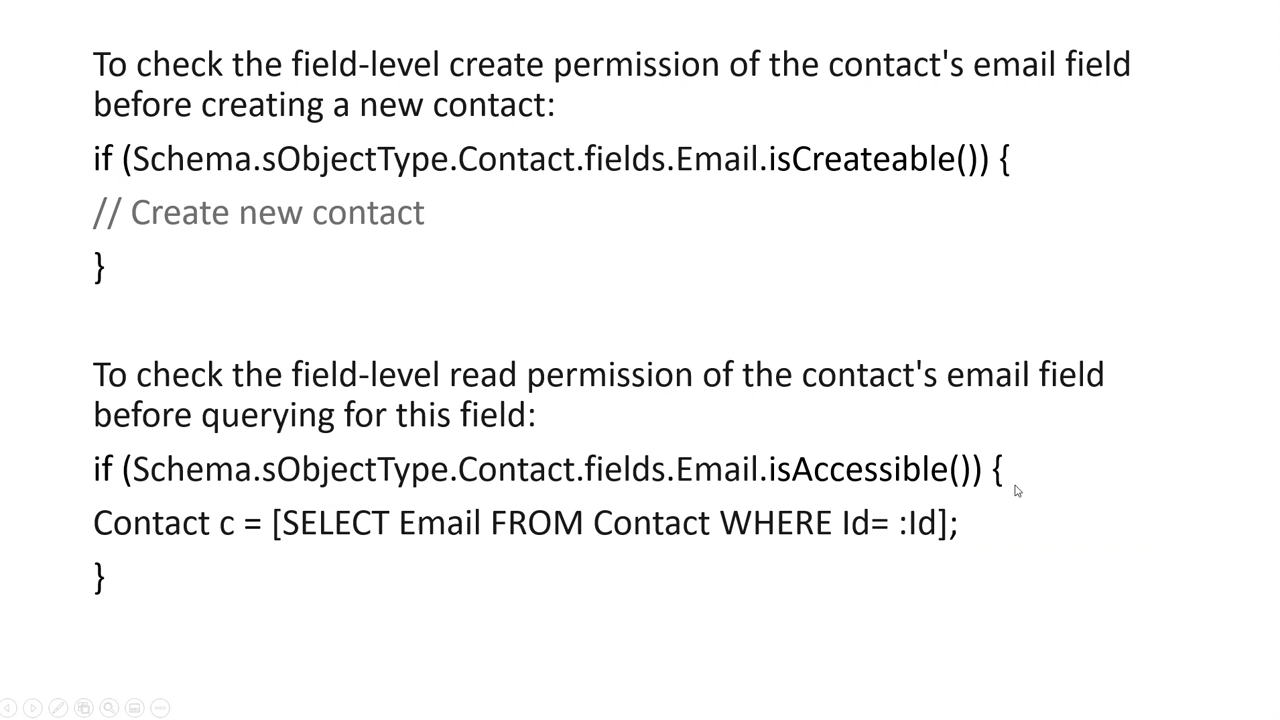 To check the field-level create permission of the contact's email field
before creating a new contact:
if (Schema.sObjectType.Contact.fields.Email.isCreateable()) {
// Create new contact
}
To check the field-level read permission of the contact's email field
before querying for this field:
if (Schema.sObjectType.Contact.fields.Email.isAccessible()) {
Contact c = [SELECT Email FROM Contact WHERE Id= :Id];
}